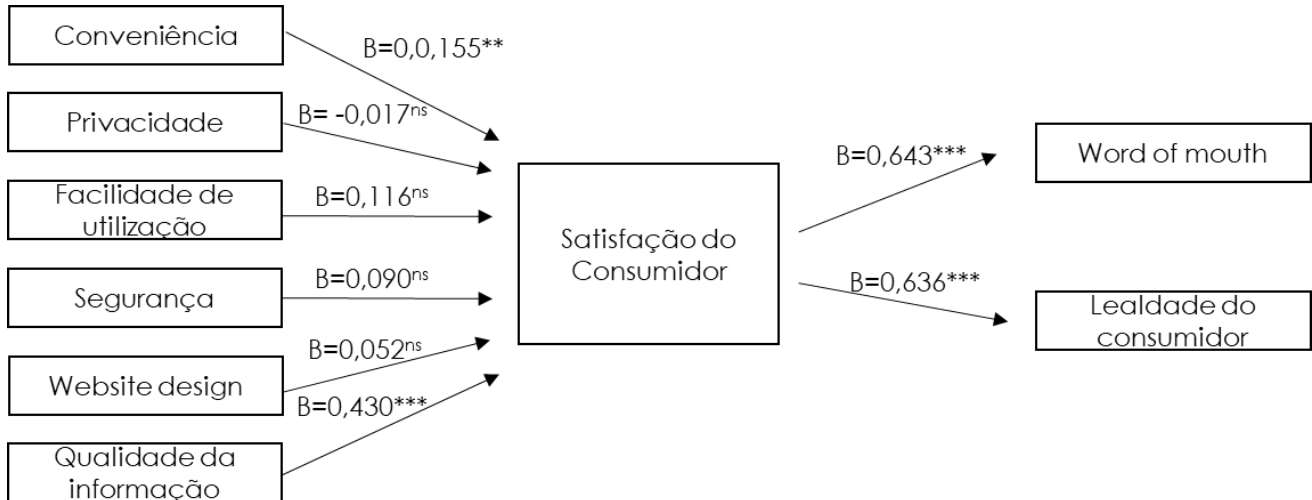 Conveniência
B=0,0,155**
Privacidade
B= -0,017ns
Facilidade de
utilização
B=0,116ns
Segurança
B=0,090ns
Website design
B=0,052ns
Qualidade da
informação
B=0,430***
Satisfação do
Consumidor
B=0,643***
Word of mouth
B=0,636***
Lealdade do
consumidor